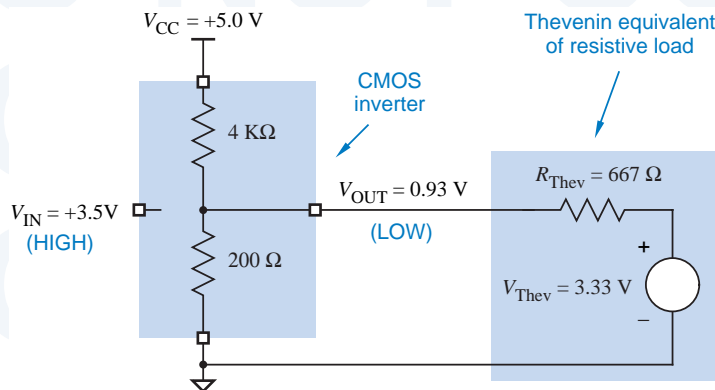 V_CC = +5.0 V
Thevenin equivalent
of resistive load
CMOS
inverter
4 KΩ
R_Thev = 667 Ω
V_IN = +3.5V
(HIGH)
V_OUT = 0.93 V
(LOW)
200 Ω
+
V_Thev = 3.33 V
−